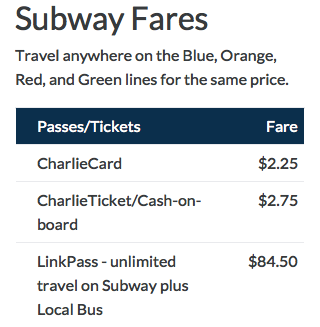 Subway Fares
Travel anywhere on the Blue, Orange,
Red, and Green lines for the same price.
Passes/Tickets Fare
CharlieCard $2.25
CharlieTicket/Cash-on- $2.75
board
LinkPass - unlimited $84.50
travel on Subway plus
Local Bus